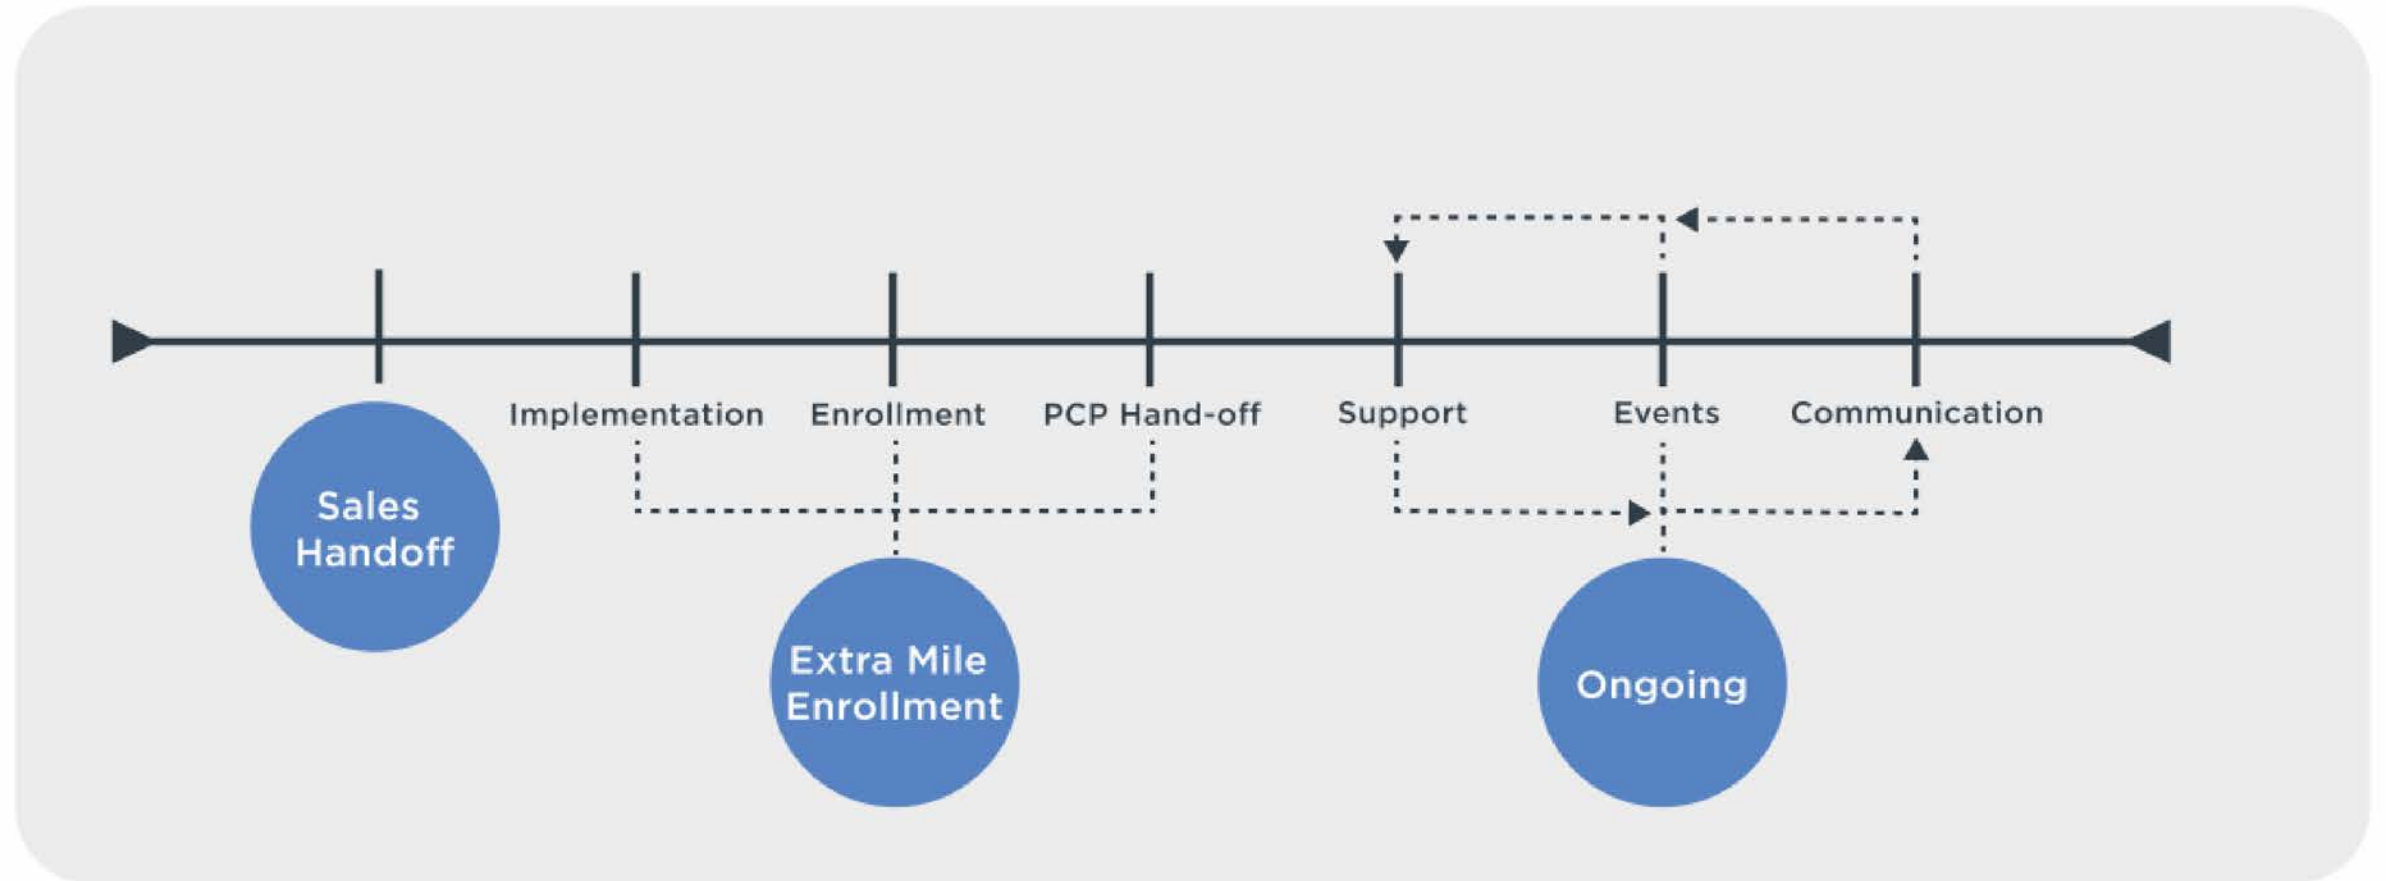 Implementation
Enrollment
PCP Hand-off
Support
Events
Communication
Sales
Handoff
Extra Mile
Enrollment
Ongoing